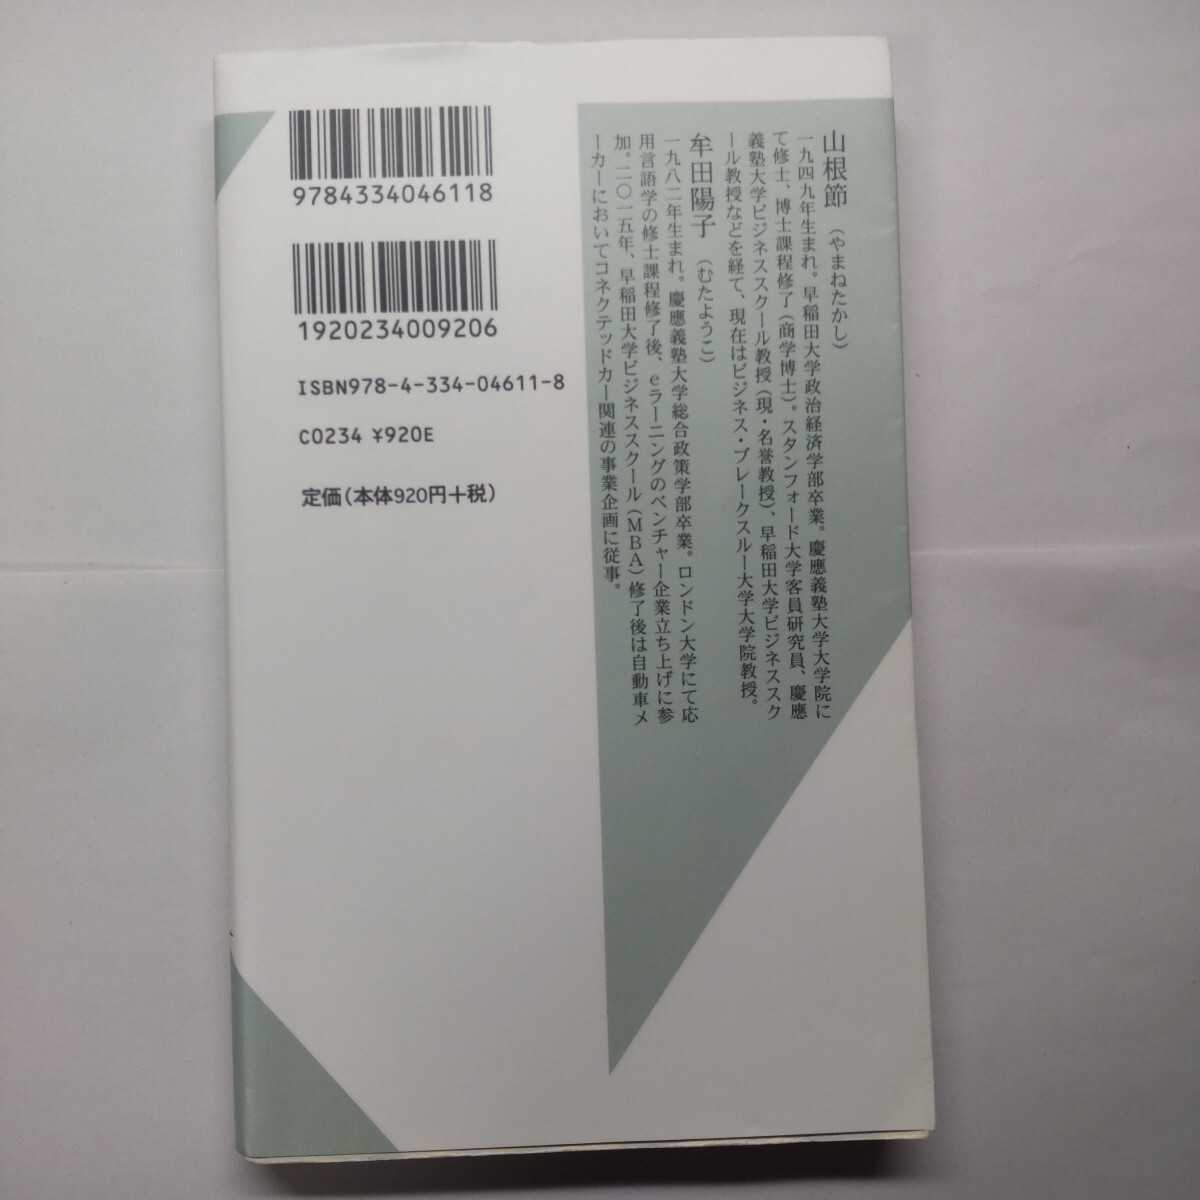 山根節（やまねたかし）
一九四九年生まれ。早稲田大学政治経済学部卒業。慶應義塾大学大学院に
て修士、博士課程修了（商学博士）。スタンフォード大学客員研究員、慶應
義塾大学ビジネススクール教授（現・名誉教授）、早稲田大学ビジネススク
ール教授などを経て、現在はビジネス・ブレークスルー大学大学院教授。
牟田陽子（むたようこ）
一九八二年生まれ。慶應義塾大学総合政策学部卒業。ロンドン大学にて応
用言語学の修士課程修了後、eラーニングのベンチャー企業立ち上げに参
加。二〇一五年、早稲田大学ビジネススクール（MBA）修了後は自動車メ
ーカーにおいてコネクテッドカー関連の事業企画に従事。
9784334046118
1920234009206
ISBN978-4-334-04611-8
C0234 ¥920E
定価(本体920円+税)